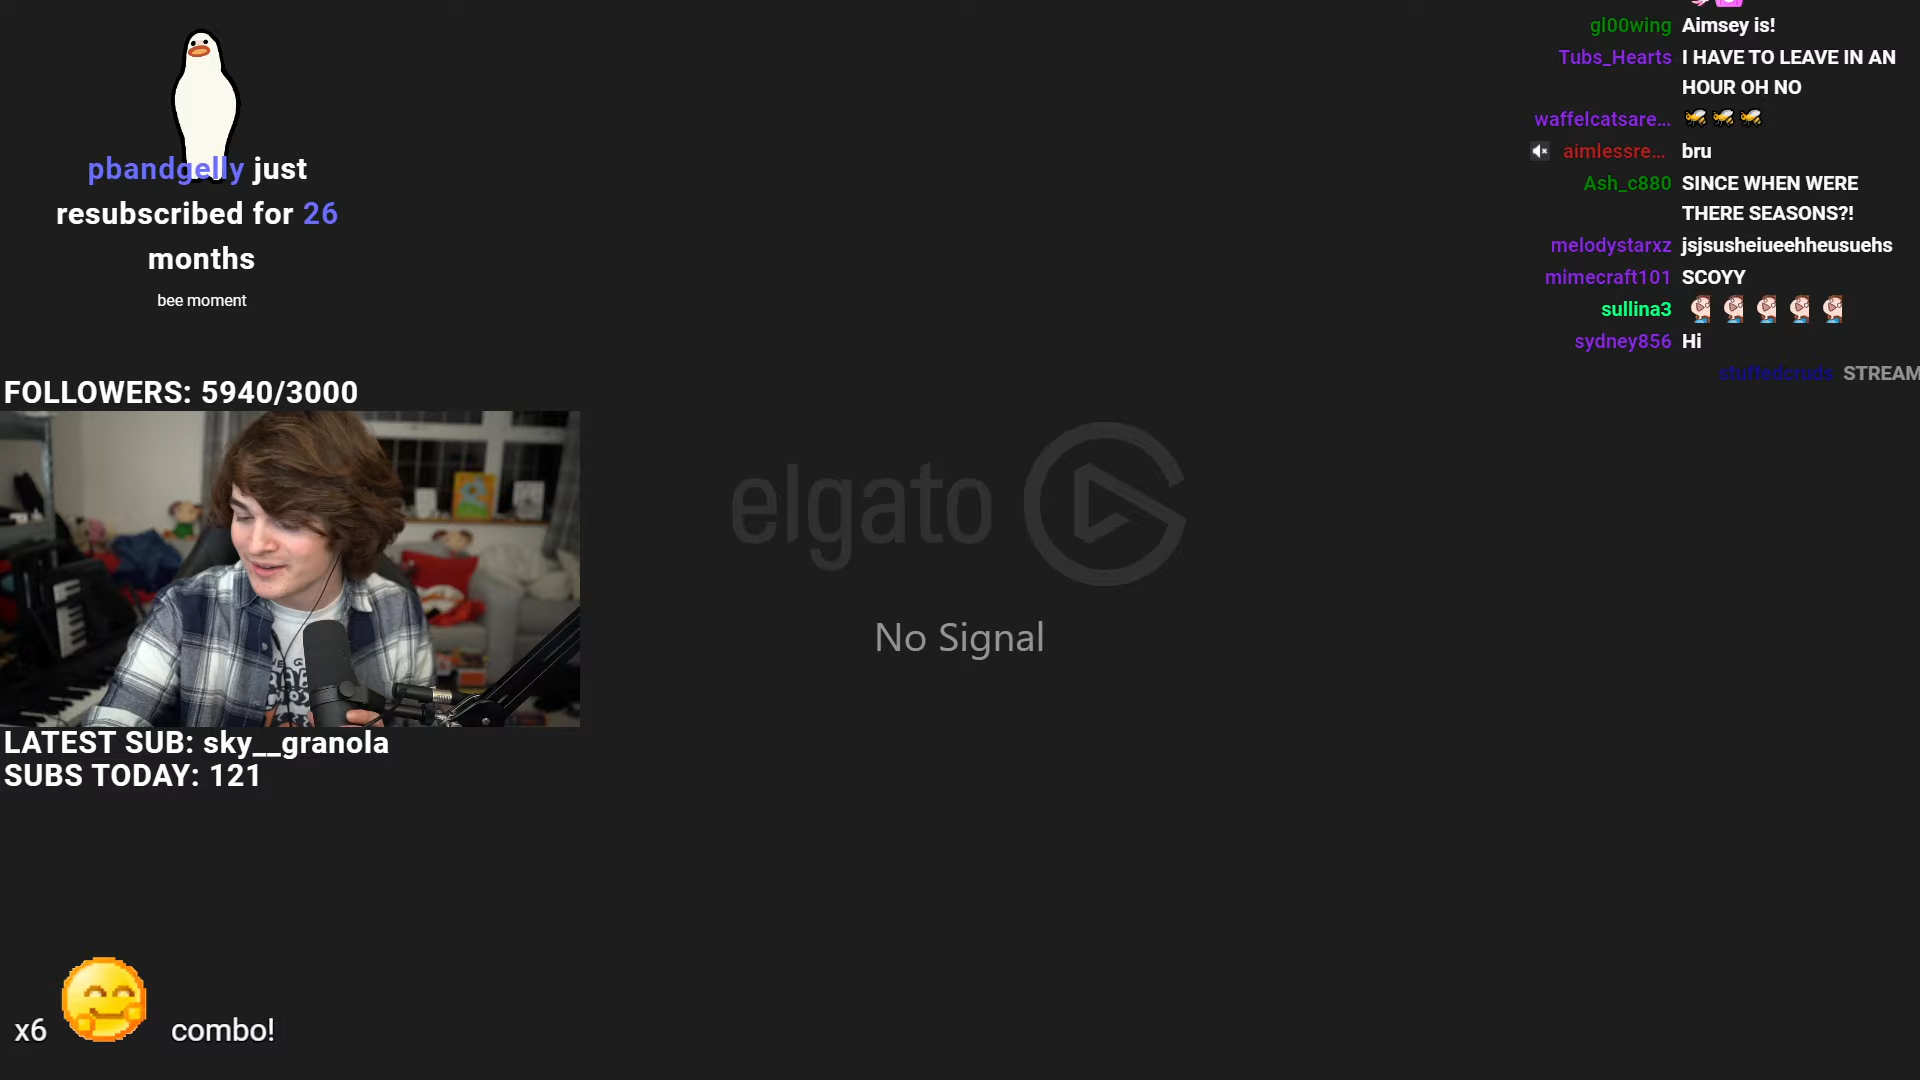 pbandgelly just
resubscribed for 26
months
bee moment
FOLLOWERS: 5940/3000
LATEST SUB: sky__granola
SUBS TODAY: 121
x6 combo!
elgato
No Signal
gl00wing Aimsey is!
Tubs_Hearts I HAVE TO LEAVE IN AN
HOUR OH NO
waffelcatsare...
aimlessre... bru
Ash_c880 SINCE WHEN WERE
THERE SEASONS?!
melodystarxz jsjsusheiueehheusuehs
mimecraft101 SCOYY
sullina3
sydney856 Hi
stuffedcruds STREAM